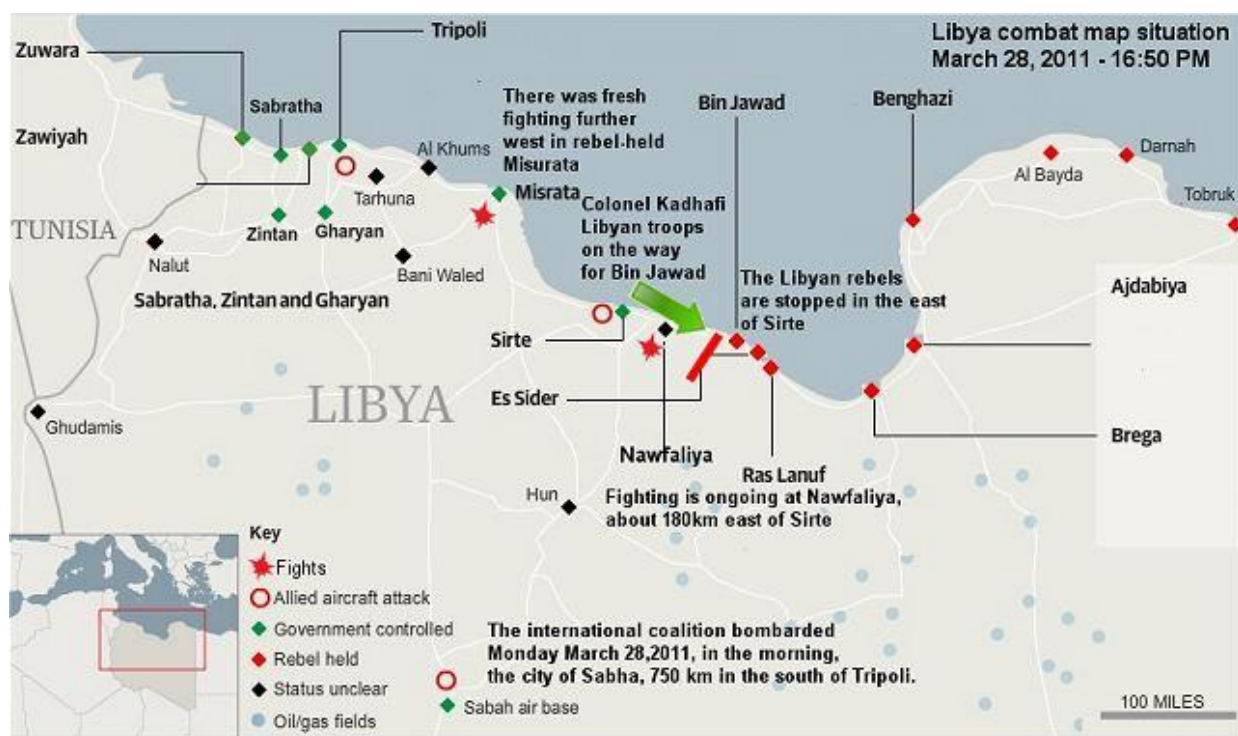 Libya combat map situation
March 28, 2011 - 16:50 PM
Zuwara
Tripoli
Sabratha
Zawiyah
There was fresh
fighting further
west in rebel-held
Misurata
Bin Jawad
Benghazi
Al Khums
Tarhuna
Misrata
Al Bayda
Darnah
Tobruk
TUNISIA
Zintan
Gharyan
Nalut
Bani Waled
Colonel Kadhafi
Libyan troops
on the way
for Bin Jawad
The Libyan rebels
are stopped in the east
of Sirte
Ajdabiya
Sabratha, Zintan and Gharyan
Sirte
Es Sider
LIBYA
Ghudamis
Brega
Nawfaliya
Ras Lanuf
Hun
Fighting is ongoing at Nawfaliya,
about 180km east of Sirte
Key
Fights
Allied aircraft attack
Government controlled
Rebel held
Status unclear
Oil/gas fields
The international coalition bombarded
Monday March 28,2011, in the morning,
the city of Sabha, 750 km in the south of Tripoli.
Sabah air base
100 MILES